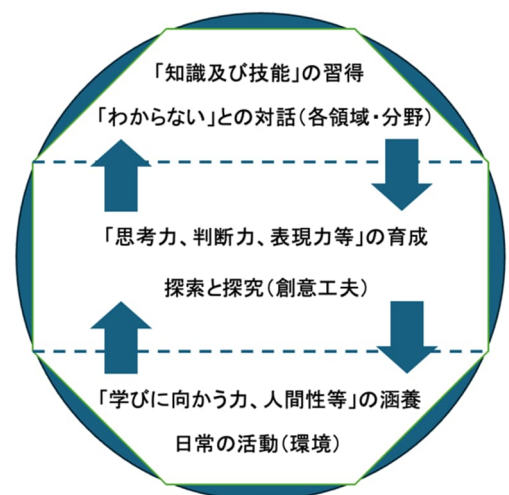 「知識及び技能」の習得
「わからない」との対話（各領域・分野）
「思考力、判断力、表現力等」の育成
探索と探究（創意工夫）
「学びに向かう力、人間性等」の涵養
日常の活動（環境）